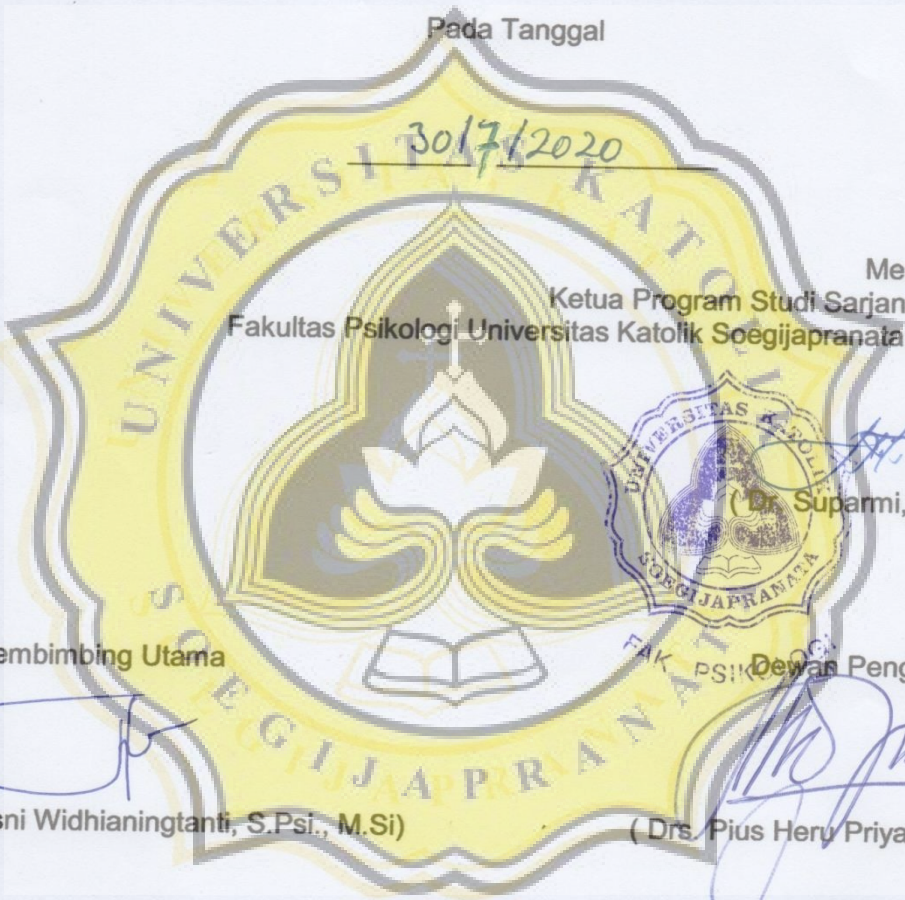 Pada Tanggal
30/7/2020
UNIVERSITAS KATOLIK
Me
Ketua Program Studi Sarjan
Fakultas Psikologi Universitas Katolik Soegijapranata
UNIVERSITAS KATOLIK
( Dr. Suparmi,
SOEGIJAPRANATA
FAK. PSIKOLOGI
embimbing Utama
Dewan Peng
SOEGIJAPRANATA
sni Widhianingtanti, S.Psi., M.Si)
( Drs. Pius Heru Priya